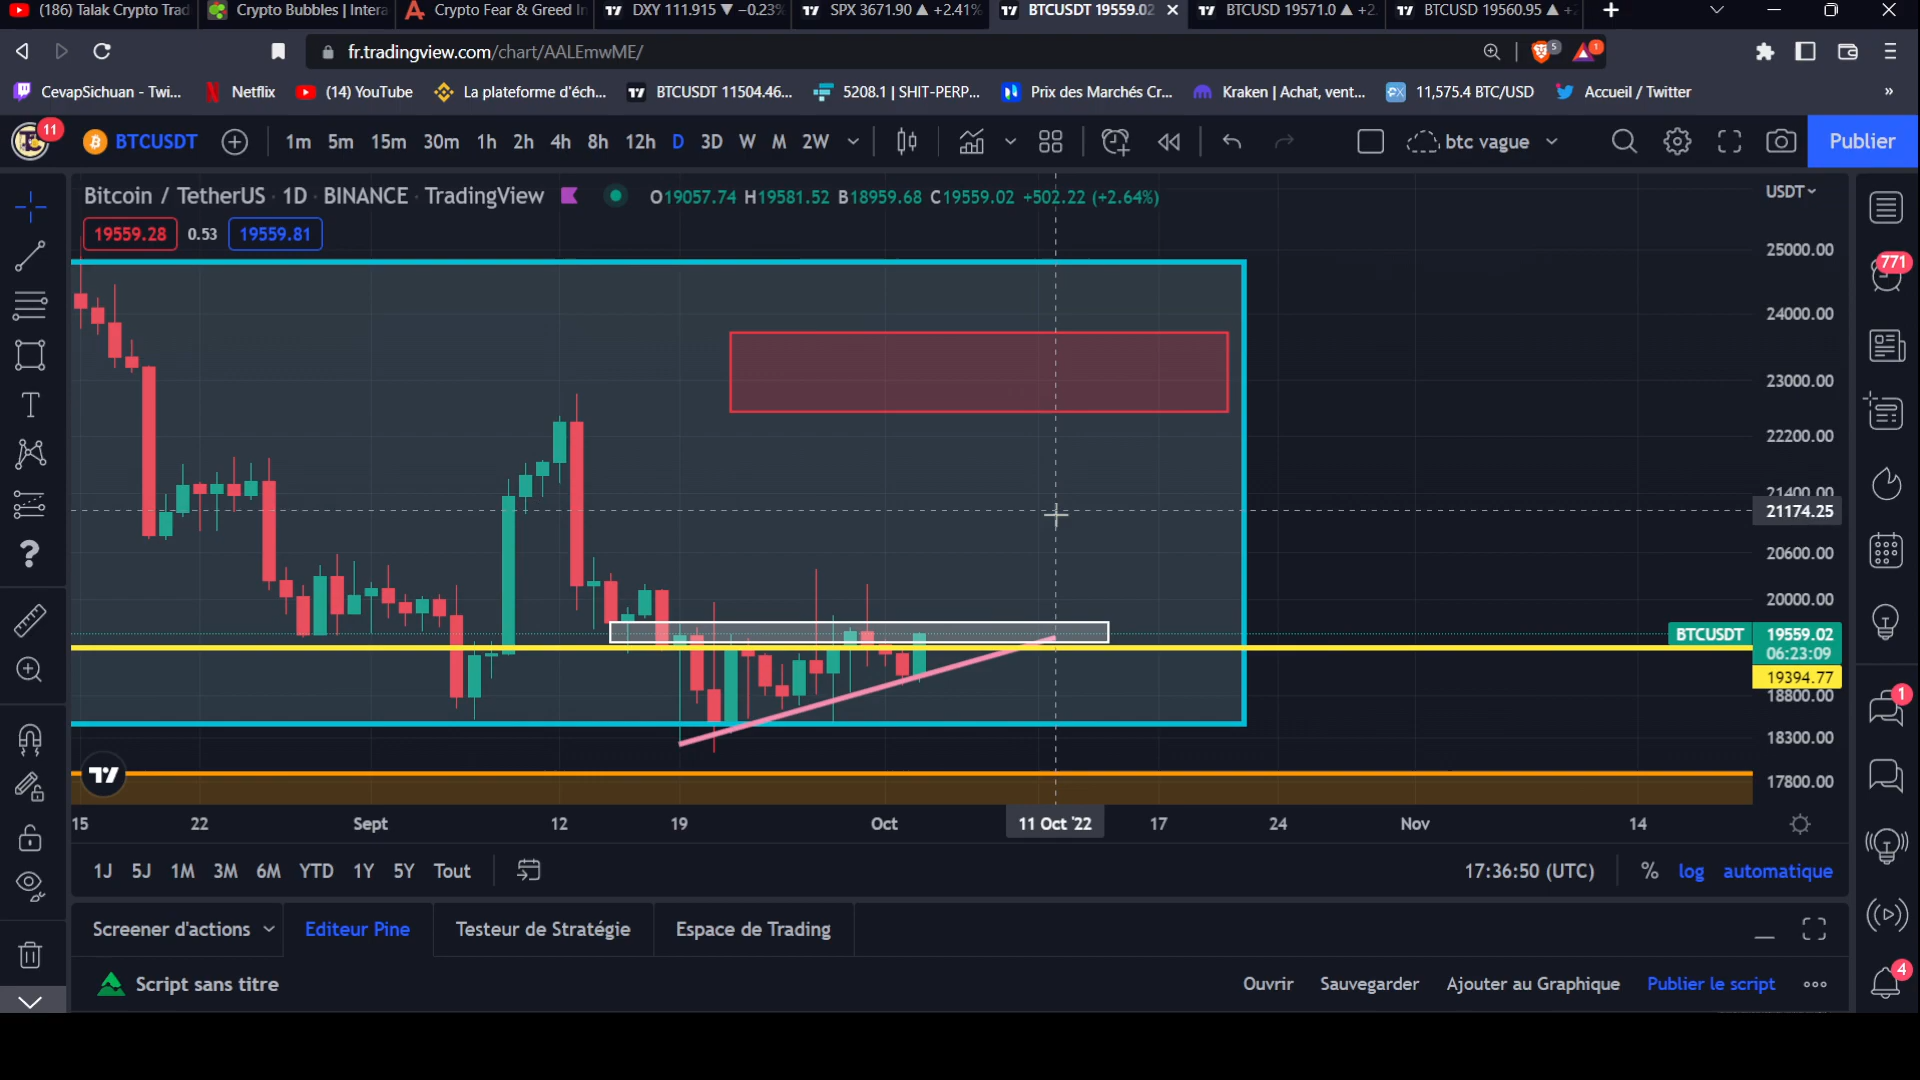 (186) Talak Crypto Trad
Crypto Bubbles | Intera
Crypto Fear & Greed In
DXY 111.915 ▼ −0.23%
SPX 3671.90 ▲ +2.41%
BTCUSDT 19559.02
BTCUSD 19571.0 ▲ +2
BTCUSD 19560.95 ▲ +
fr.tradingview.com/chart/AALEmwME/
5
1
CevapSichuan - Twi...
Netflix
(14) YouTube
La plateforme d'éch...
BTCUSDT 11504.46...
5208.1 | SHIT-PERP...
Prix des Marchés Cr...
Kraken | Achat, vent...
11,575.4 BTC/USD
Accueil / Twitter
»
11
BTCUSDT
1m 5m 15m 30m 1h 2h 4h 8h 12h D 3D W M 2W
btc vague
Publier
Bitcoin / TetherUS · 1D · BINANCE · TradingView
O19057.74 H19581.52 B18959.68 C19559.02 +502.22 (+2.64%)
USDT
19559.28 0.53 19559.81
25000.00
771
24000.00
23000.00
22200.00
21400.00
21174.25
20600.00
20000.00
BTCUSDT 19559.02
06:23:09
19394.77
18800.00
1
18300.00
17800.00
15 22 Sept 12 19 Oct 11 Oct '22 17 24 Nov 14
1J 5J 1M 3M 6M YTD 1Y 5Y Tout
17:36:50 (UTC) % log automatique
Screener d'actions
Editeur Pine
Testeur de Stratégie
Espace de Trading
Script sans titre
Ouvrir
Sauvegarder
Ajouter au Graphique
Publier le script
4